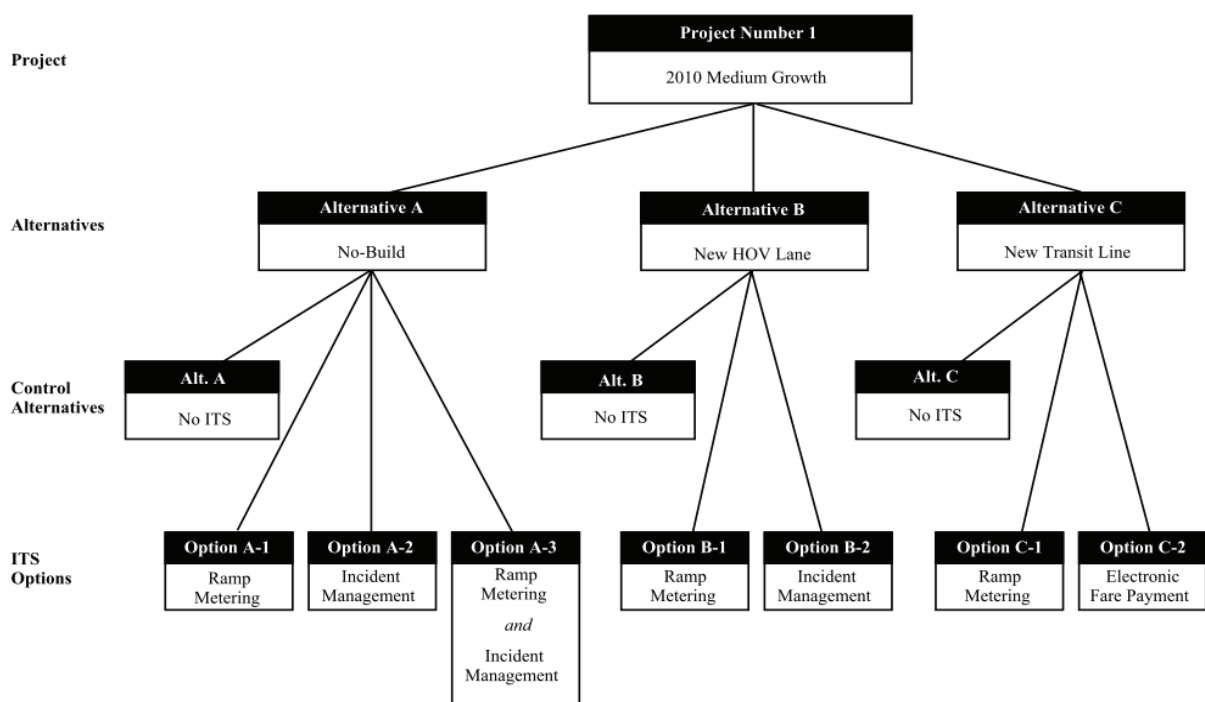 Project
Project Number 1
2010 Medium Growth
Alternatives
Alternative A
No-Build
Alternative B
New HOV Lane
Alternative C
New Transit Line
Control
Alternatives
Alt. A
No ITS
Alt. B
No ITS
Alt. C
No ITS
ITS
Options
Option A-1
Ramp
Metering
Option A-2
Incident
Management
Option A-3
Ramp
Metering
and
Incident
Management
Option B-1
Ramp
Metering
Option B-2
Incident
Management
Option C-1
Ramp
Metering
Option C-2
Electronic
Fare Payment